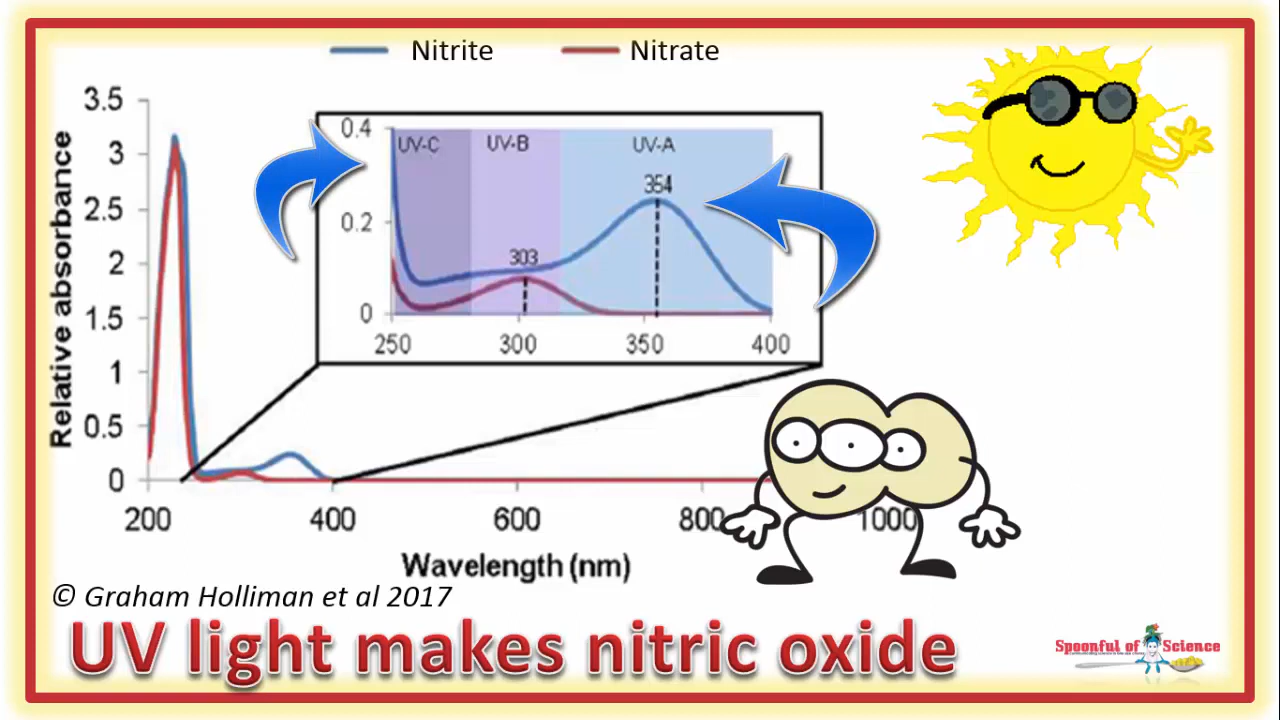 Nitrite Nitrate
3.5
3
2.5
2
1.5
1
0.5
0
Relative absorbance
0.4
0.2
0
UV-C UV-B UV-A
354
303
250 300 350 400
200 400 600 800 1000
Wavelength (nm)
© Graham Holliman et al 2017
UV light makes nitric oxide
Spoonful of Science